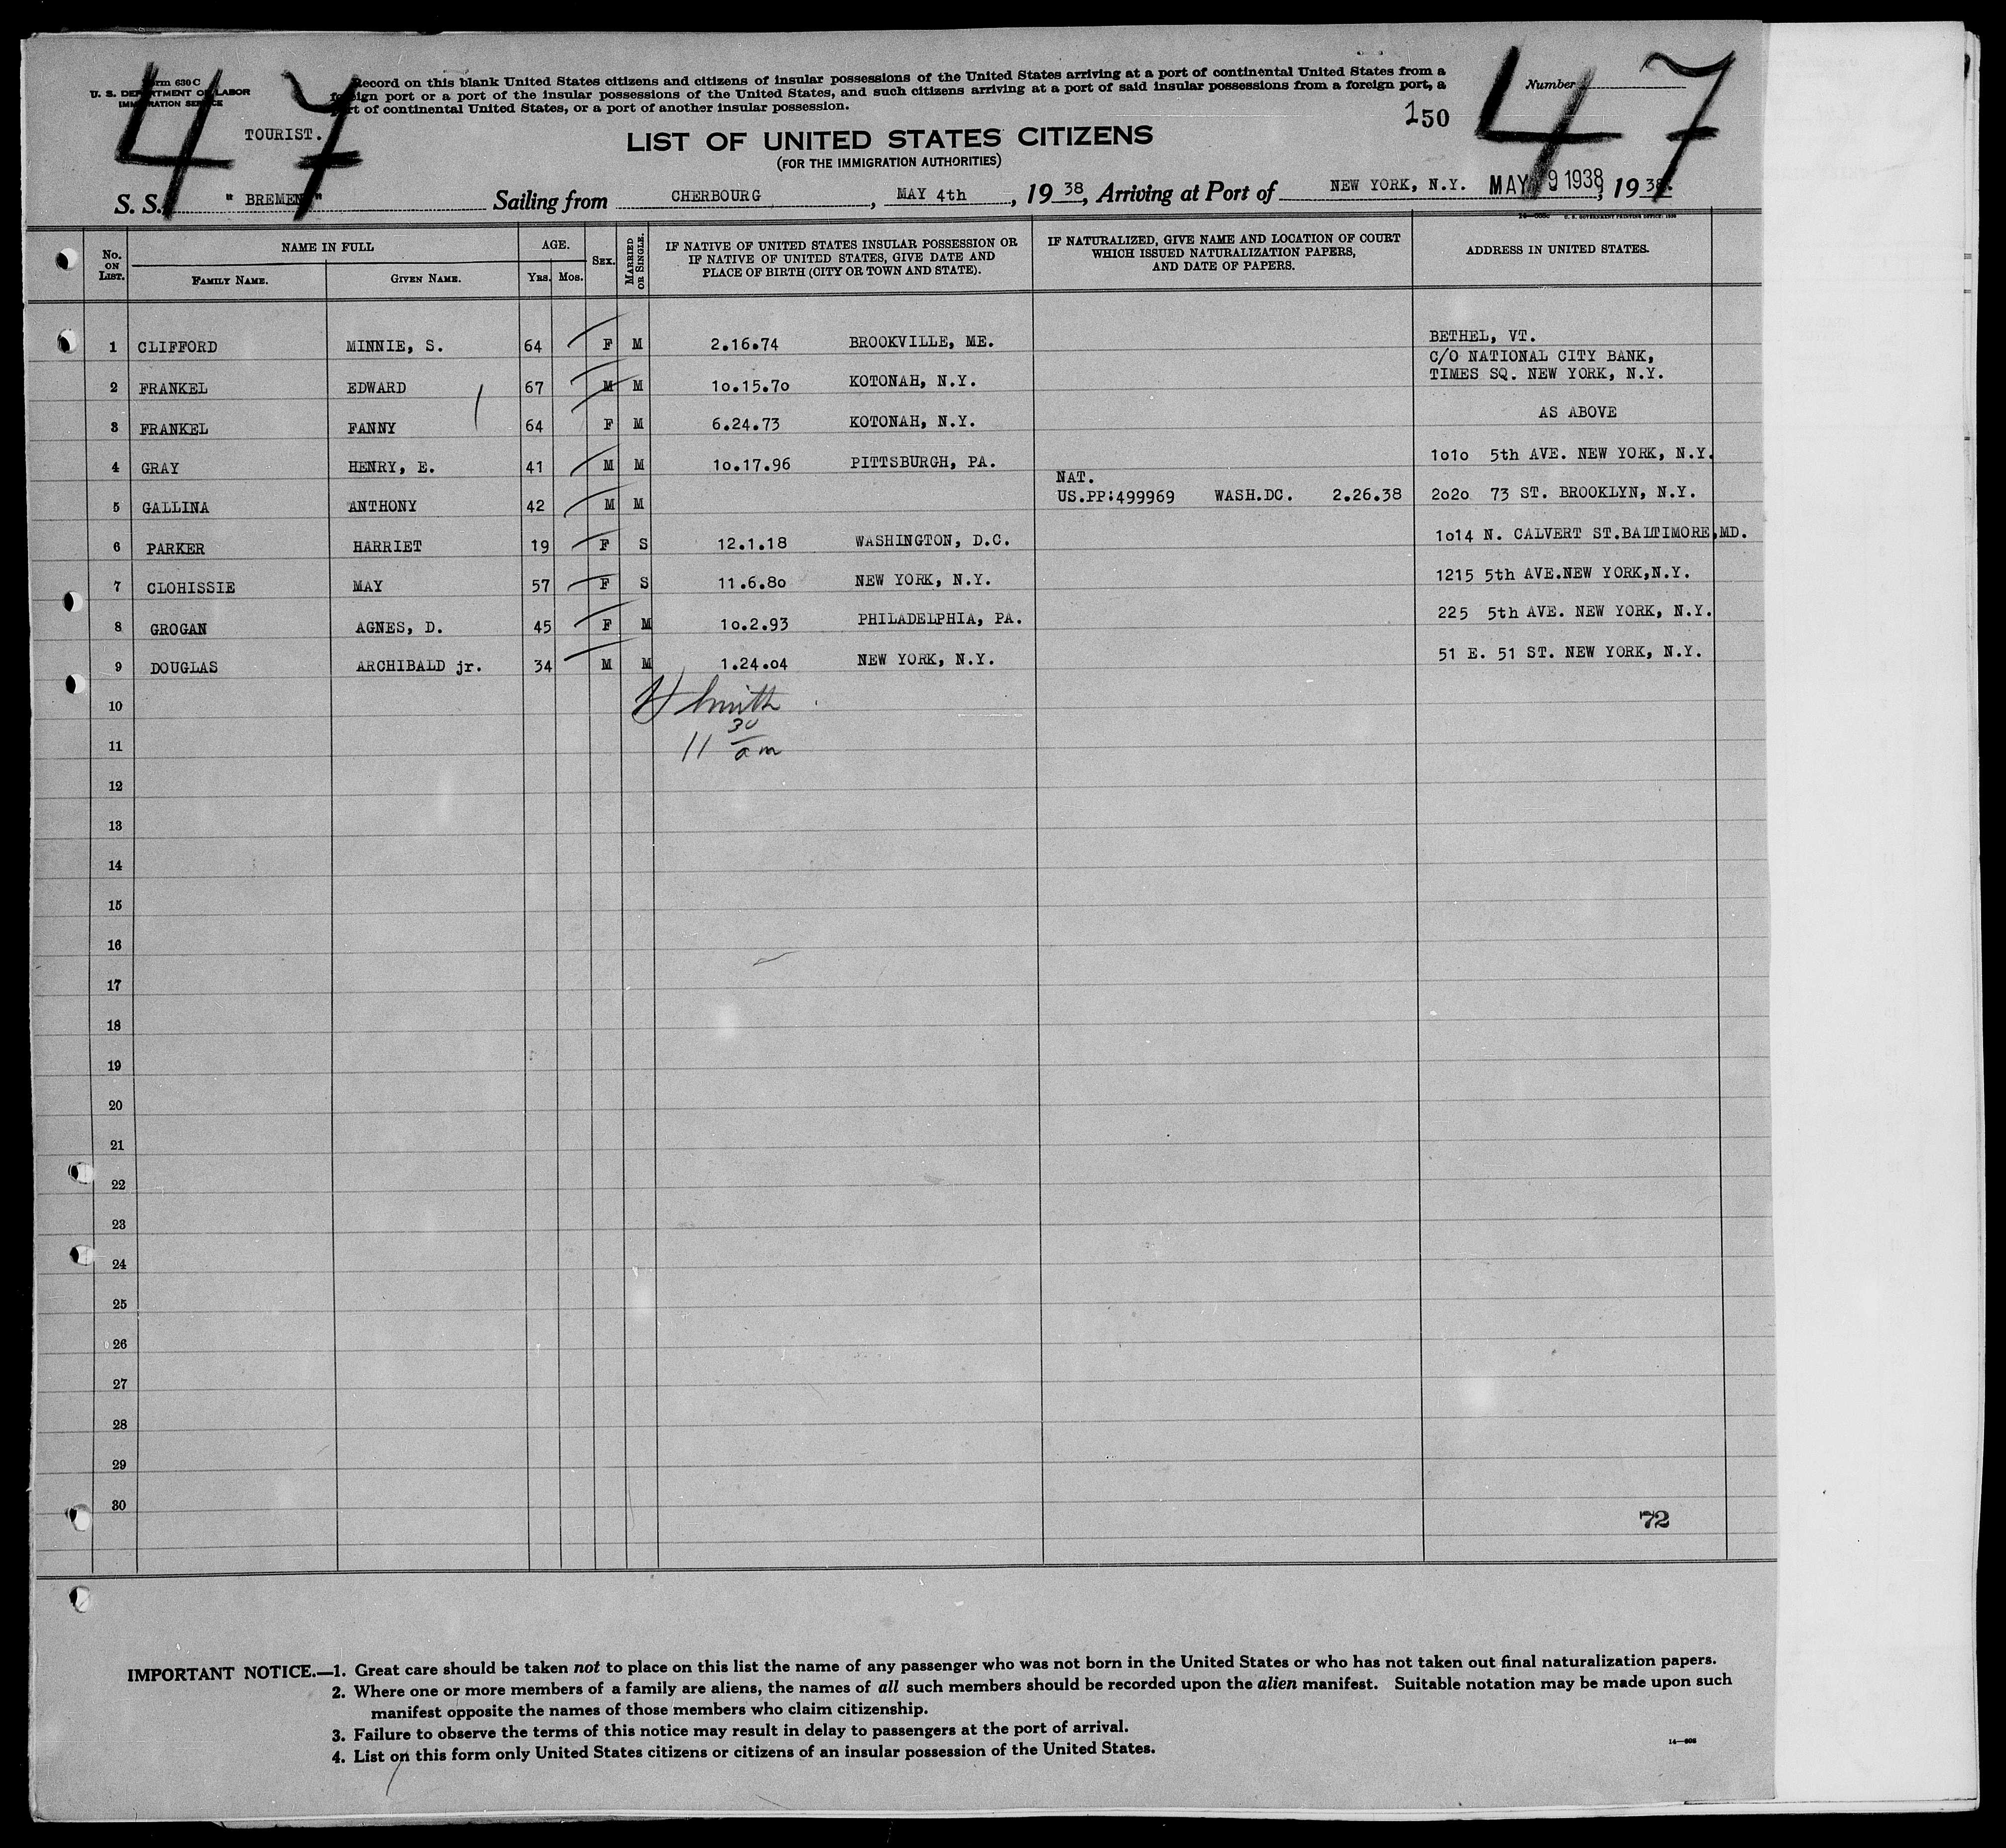 Form 630 C
U. S. DEPARTMENT OF LABOR
IMMIGRATION SERVICE
47
TOURIST.
Record on this blank United States citizens and citizens of insular possessions of the United States arriving at a port of continental United States from a
foreign port or a port of the insular possessions of the United States, and such citizens arriving at a port of said insular possessions from a foreign port, a
port of continental United States, or a port of another insular possession.
Number
150
47
LIST OF UNITED STATES CITIZENS
(FOR THE IMMIGRATION AUTHORITIES)
S. S. " BREMEN " Sailing from CHERBOURG, MAY 4th, 19 38, Arriving at Port of NEW YORK, N.Y. MAY 9 1938, 19 38.
U. S. GOVERNMENT PRINTING OFFICE: 1936
No. ON LIST. NAME IN FULL AGE. SEX. MARRIED OR SINGLE. IF NATIVE OF UNITED STATES INSULAR POSSESSION OR IF NATIVE OF UNITED STATES, GIVE DATE AND PLACE OF BIRTH (CITY OR TOWN AND STATE). IF NATURALIZED, GIVE NAME AND LOCATION OF COURT WHICH ISSUED NATURALIZATION PAPERS, AND DATE OF PAPERS. ADDRESS IN UNITED STATES.
FAMILY NAME. GIVEN NAME. YRS. MOS.
1 CLIFFORD MINNIE, S. 64 F M 2.16.74 BROOKVILLE, ME. BETHEL, VT.
C/O NATIONAL CITY BANK,
2 FRANKEL EDWARD 67 M M 10.15.70 KOTONAH, N.Y. TIMES SQ. NEW YORK, N.Y.
3 FRANKEL FANNY 64 F M 6.24.73 KOTONAH, N.Y. AS ABOVE
4 GRAY HENRY, E. 41 M M 10.17.96 PITTSBURGH, PA. 1010 5th AVE. NEW YORK, N.Y.
NAT.
5 GALLINA ANTHONY 42 M M US.PP:499969 WASH.DC. 2.26.38 2020 73 ST. BROOKLYN, N.Y.
6 PARKER HARRIET 19 F S 12.1.18 WASHINGTON, D.C. 1014 N. CALVERT ST.BALTIMORE,MD.
7 CLOHISSIE MAY 57 F S 11.6.80 NEW YORK, N.Y. 1215 5th AVE.NEW YORK,N.Y.
8 GROGAN AGNES, D. 45 F M 10.2.93 PHILADELPHIA, PA. 225 5th AVE. NEW YORK, N.Y.
9 DOUGLAS ARCHIBALD jr. 34 M M 1.24.04 NEW YORK, N.Y. 51 E. 51 ST. NEW YORK, N.Y.
10 Smith
11 11 30 am
12
13
14
15
16
17
18
19
20
21
22
23
24
25
26
27
28
29
30
72
IMPORTANT NOTICE.—1. Great care should be taken not to place on this list the name of any passenger who was not born in the United States or who has not taken out final naturalization papers.
2. Where one or more members of a family are aliens, the names of all such members should be recorded upon the alien manifest. Suitable notation may be made upon such
manifest opposite the names of those members who claim citizenship.
3. Failure to observe the terms of this notice may result in delay to passengers at the port of arrival.
4. List on this form only United States citizens or citizens of an insular possession of the United States.